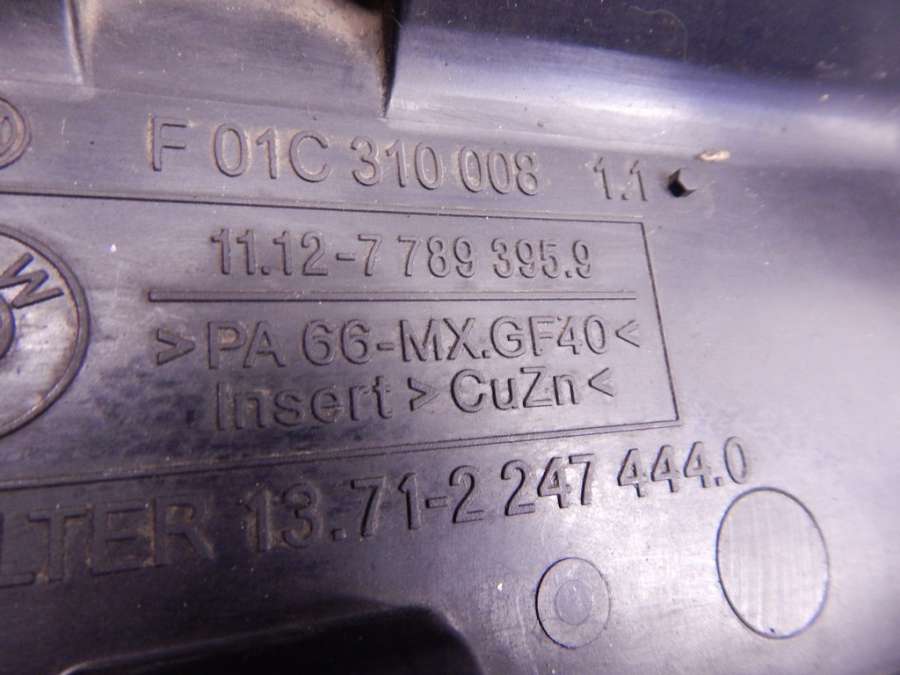 F 01C 310 008 1.1
W
11.12-7 789 395.9
>PA 66-MX.GF40<
Insert >CuZn<
LTER 13.71-2 247 444.0